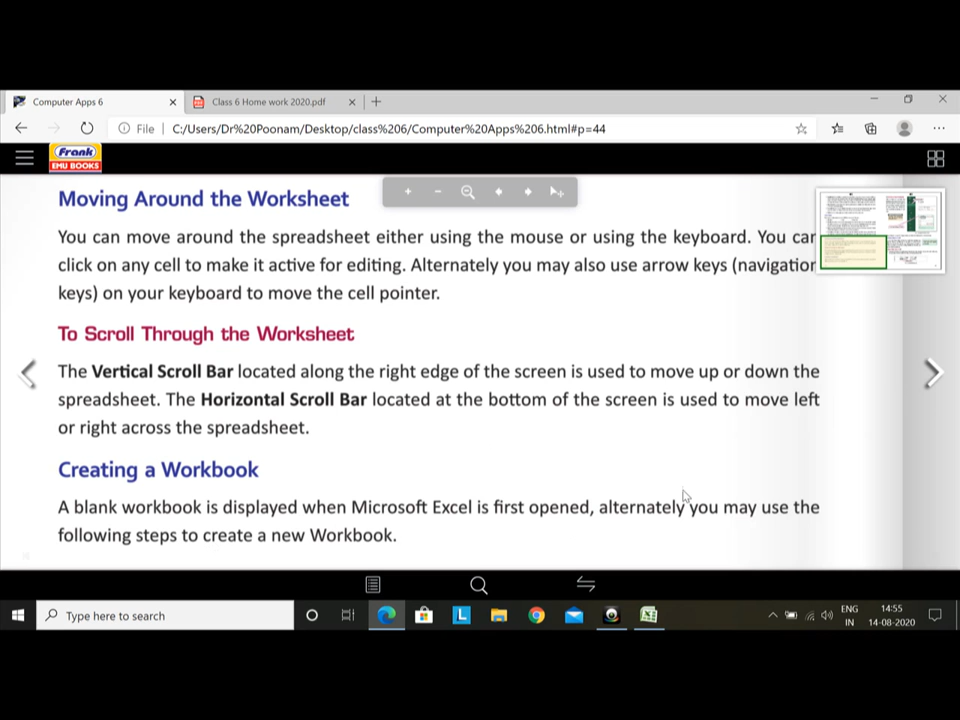 Computer Apps 6
Class 6 Home work 2020.pdf
File
C:/Users/Dr%20Poonam/Desktop/class%206/Computer%20Apps%206.html#p=44
Frank
EMU BOOKS
Moving Around the Worksheet
You can move around the spreadsheet either using the mouse or using the keyboard. You can
click on any cell to make it active for editing. Alternately you may also use arrow keys (navigation
keys) on your keyboard to move the cell pointer.
To Scroll Through the Worksheet
The Vertical Scroll Bar located along the right edge of the screen is used to move up or down the
spreadsheet. The Horizontal Scroll Bar located at the bottom of the screen is used to move left
or right across the spreadsheet.
Creating a Workbook
A blank workbook is displayed when Microsoft Excel is first opened, alternately you may use the
following steps to create a new Workbook.
Type here to search
L
ENG
IN
14:55
14-08-2020